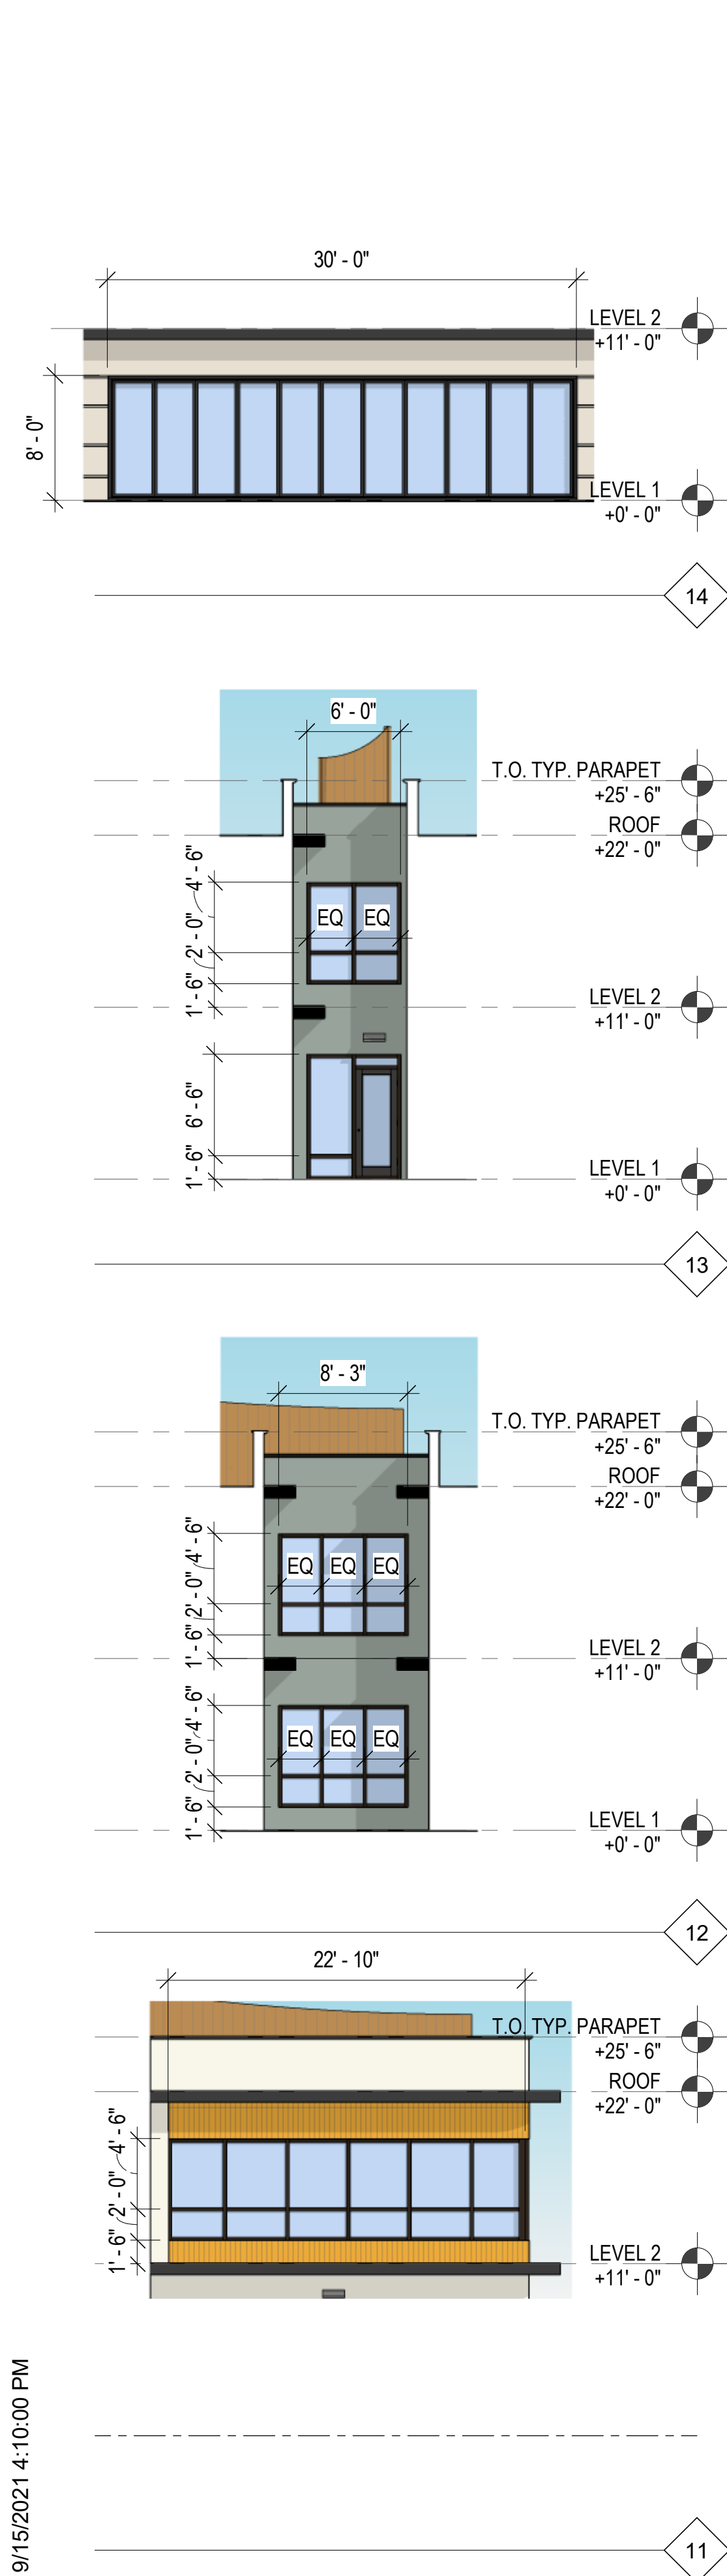 30' - 0"
LEVEL 2
+11' - 0"
8' - 0"
LEVEL 1
+0' - 0"
14
6' - 0"
T.O. TYP. PARAPET
+25' - 6"
ROOF
+22' - 0"
4' - 6"
EQ EQ
2' - 0"
1' - 6"
LEVEL 2
+11' - 0"
6' - 6"
1' - 6"
LEVEL 1
+0' - 0"
13
8' - 3"
T.O. TYP. PARAPET
+25' - 6"
ROOF
+22' - 0"
4' - 6"
EQ EQ EQ
2' - 0"
1' - 6"
LEVEL 2
+11' - 0"
4' - 6"
EQ EQ EQ
2' - 0"
1' - 6"
LEVEL 1
+0' - 0"
12
22' - 10"
T.O. TYP. PARAPET
+25' - 6"
ROOF
+22' - 0"
4' - 6"
2' - 0"
1' - 6"
LEVEL 2
+11' - 0"
9/15/2021 4:10:00 PM
11